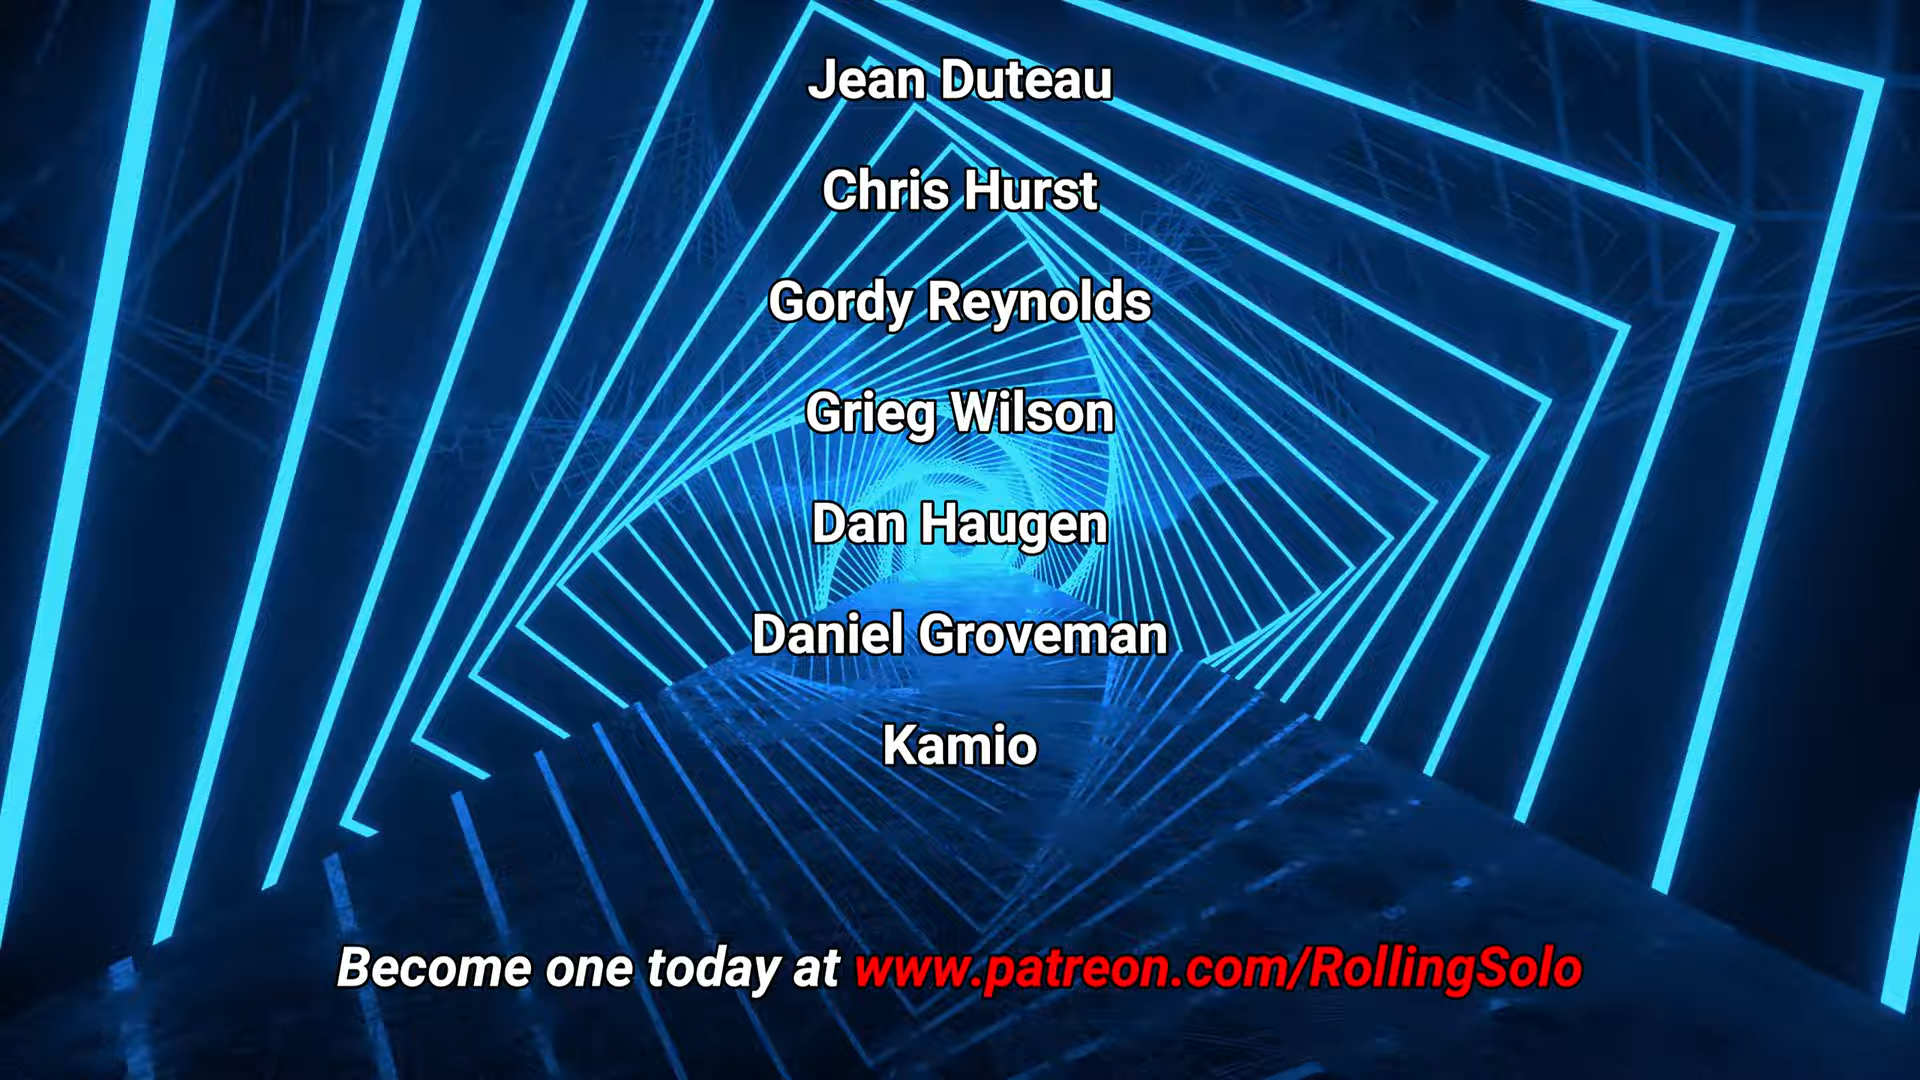 Jean Duteau
Chris Hurst
Gordy Reynolds
Grieg Wilson
Dan Haugen
Daniel Groveman
Kamio
Become one today at www.patreon.com/RollingSolo